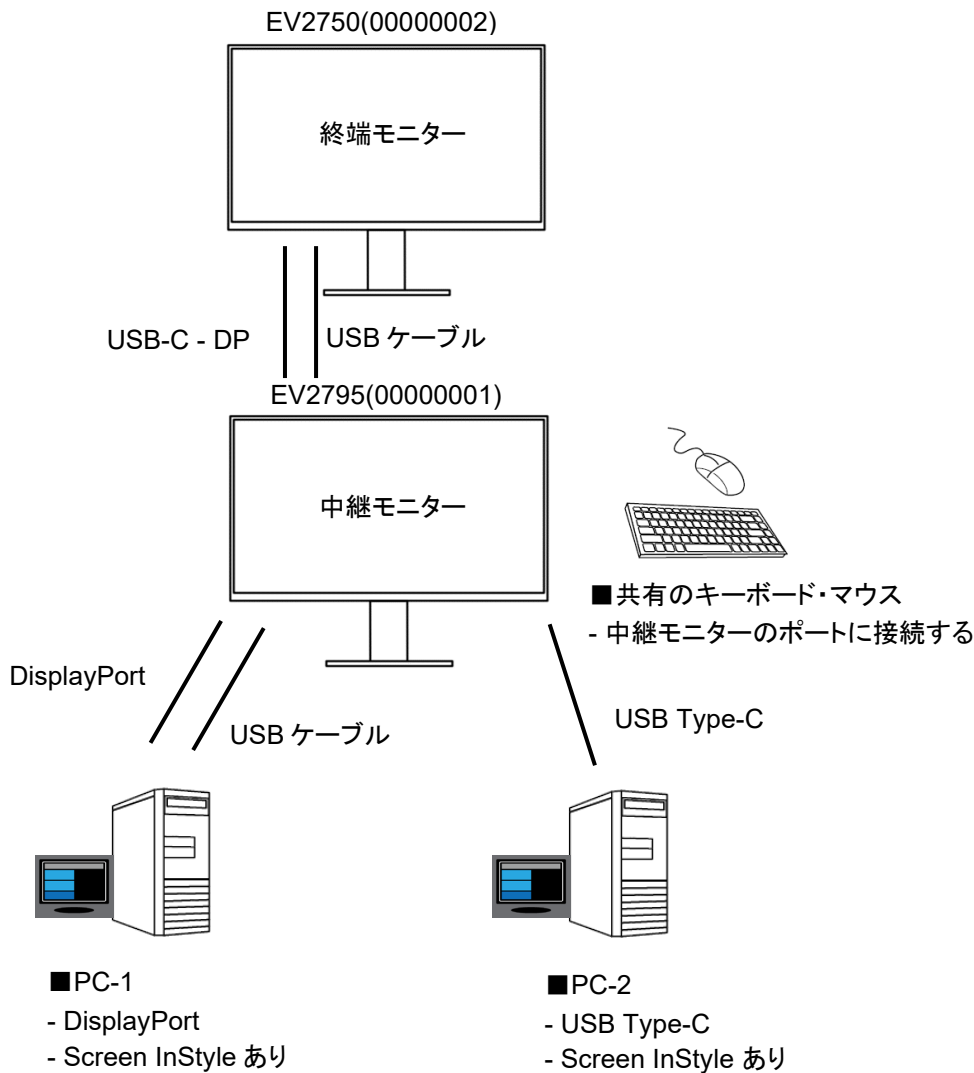 EV2750(00000002)
終端モニター
USB-C - DP
USB ケーブル
EV2795(00000001)
中継モニター
■共有のキーボード・マウス
- 中継モニターのポートに接続する
DisplayPort
USB ケーブル
USB Type-C
■PC-1
- DisplayPort
- Screen InStyle あり
■PC-2
- USB Type-C
- Screen InStyle あり